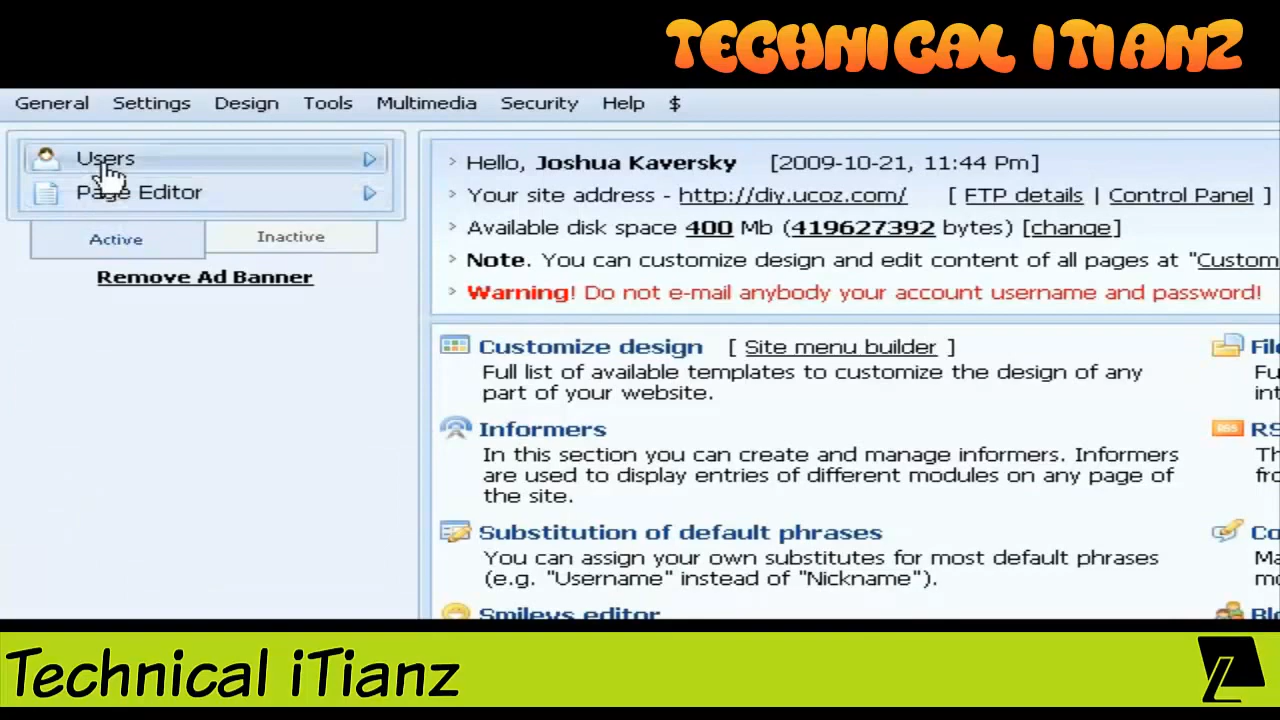 TECHNICAL ITIANZ
General Settings Design Tools Multimedia Security Help $
Users
Page Editor
Active Inactive
Remove Ad Banner
Hello, Joshua Kaversky [2009-10-21, 11:44 Pm]
Your site address - http://diy.ucoz.com/ [ FTP details | Control Panel ]
Available disk space 400 Mb (419627392 bytes) [change]
Note. You can customize design and edit content of all pages at "Custom
Warning! Do not e-mail anybody your account username and password!
Customize design [ Site menu builder ]
Full list of available templates to customize the design of any
part of your website.
Informers
In this section you can create and manage informers. Informers
are used to display entries of different modules on any page of
the site.
Substitution of default phrases
You can assign your own substitutes for most default phrases
(e.g. "Username" instead of "Nickname").
Smileys editor
RSS
Technical iTianz